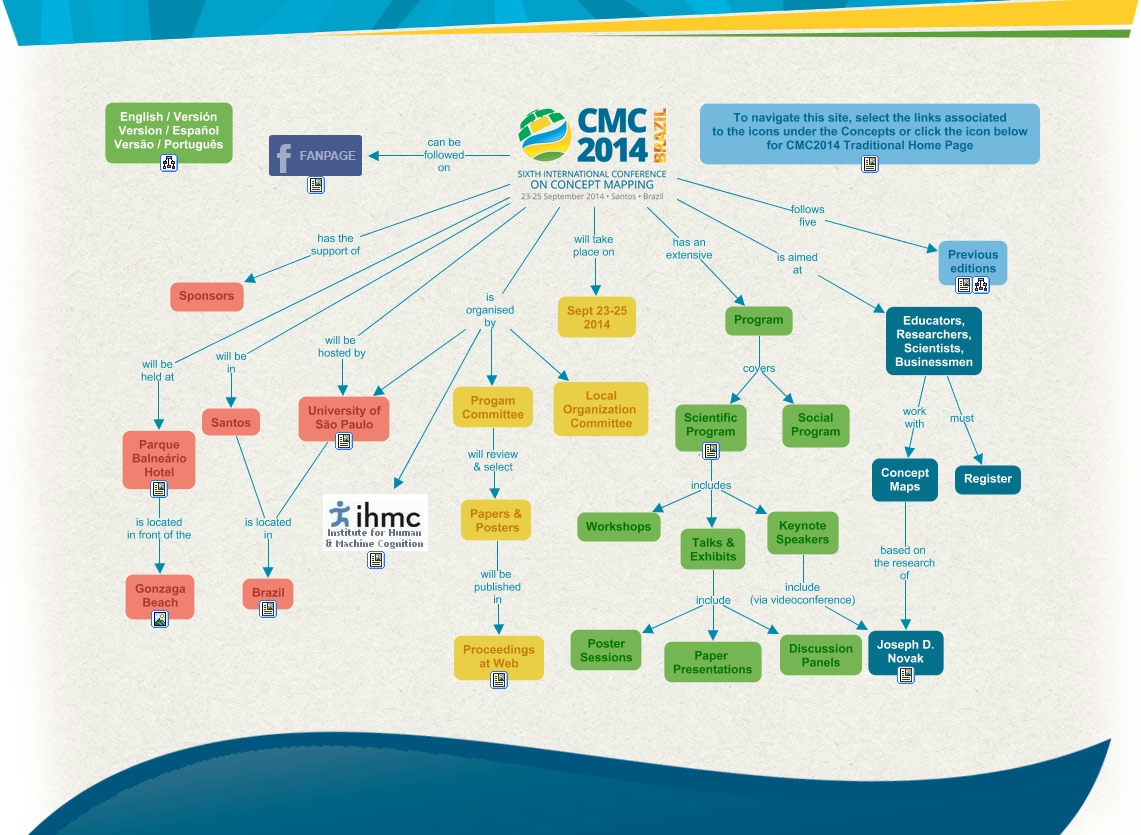 English / Versión
Version / Español
Versão / Português
f FANPAGE
can be
followed
on
CMC
2014
BRAZIL
SIXTH INTERNATIONAL CONFERENCE
ON CONCEPT MAPPING
23-25 September 2014 • Santos • Brazil
To navigate this site, select the links associated
to the icons under the Concepts or click the icon below
for CMC2014 Traditional Home Page
has the
support of
Sponsors
will be
held at
will be
in
will be
hosted by
is
organised
by
will take
place on
has an
extensive
is aimed
at
follows
five
Previous
editions
Sept 23-25
2014
Program
Educators,
Researchers,
Scientists,
Businessmen
covers
Parque
Balneário
Hotel
Santos
University of
São Paulo
Progam
Committee
Local
Organization
Committee
Scientific
Program
Social
Program
work
with
must
will review
& select
Concept
Maps
Register
is located
in front of the
is located
in
ihmc
Institute for Human
& Machine Cognition
Papers &
Posters
includes
Workshops
Talks &
Exhibits
Keynote
Speakers
based on
the research
of
Gonzaga
Beach
Brazil
will be
published
in
include
include
(via videoconference)
Proceedings
at Web
Poster
Sessions
Paper
Presentations
Discussion
Panels
Joseph D.
Novak